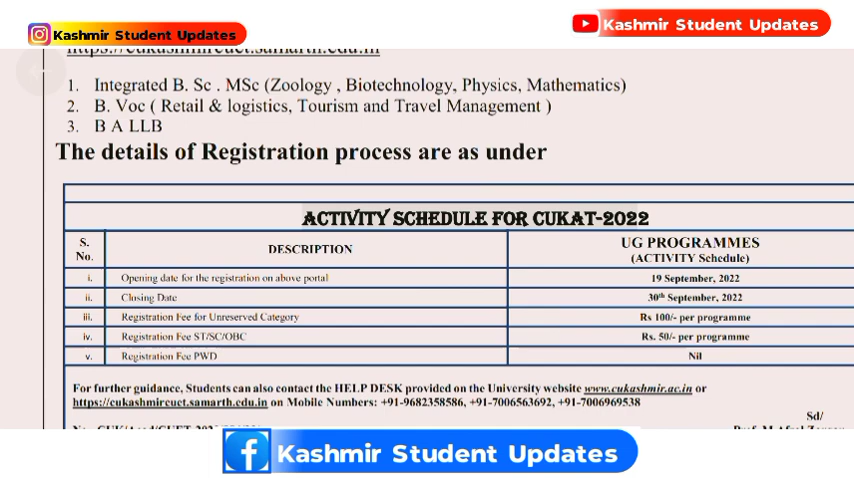 Kashmir Student Updates
Kashmir Student Updates
https://cukashmircuet.samarth.edu.in
1. Integrated B. Sc . MSc (Zoology , Biotechnology, Physics, Mathematics)
2. B. Voc ( Retail & logistics, Tourism and Travel Management )
3. B A LLB
The details of Registration process are as under
ACTIVITY SCHEDULE FOR CUKAT-2022
S. No. DESCRIPTION UG PROGRAMMES (ACTIVITY Schedule)
i. Opening date for the registration on above portal 19 September, 2022
ii. Closing Date 30th September, 2022
iii. Registration Fee for Unreserved Category Rs 100/- per programme
iv. Registration Fee ST/SC/OBC Rs. 50/- per programme
v. Registration Fee PWD Nil
For further guidance, Students can also contact the HELP DESK provided on the University website www.cukashmir.ac.in or
https://cukashmircuet.samarth.edu.in on Mobile Numbers: +91-9682358586, +91-7006563692, +91-7006969538
Sd/
Kashmir Student Updates